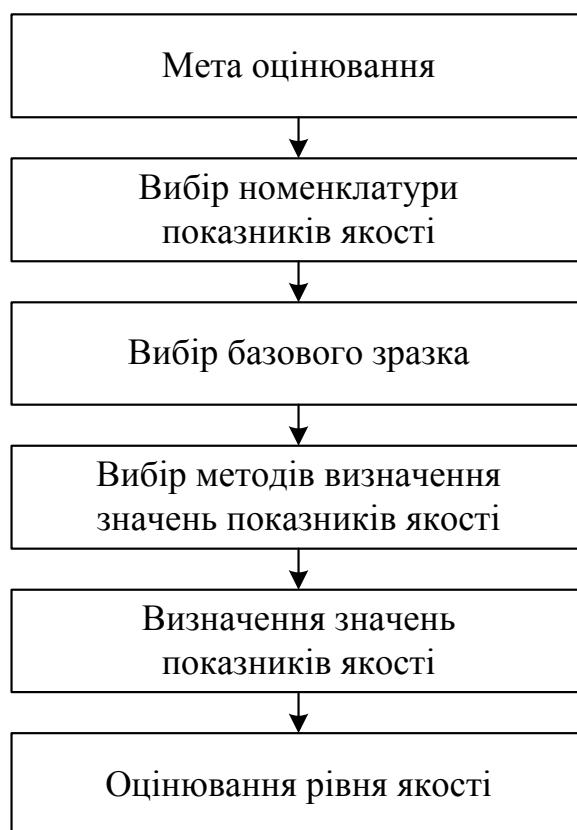 Мета оцінювання
Вибір номенклатури
показників якості
Вибір базового зразка
Вибір методів визначення
значень показників якості
Визначення значень
показників якості
Оцінювання рівня якості